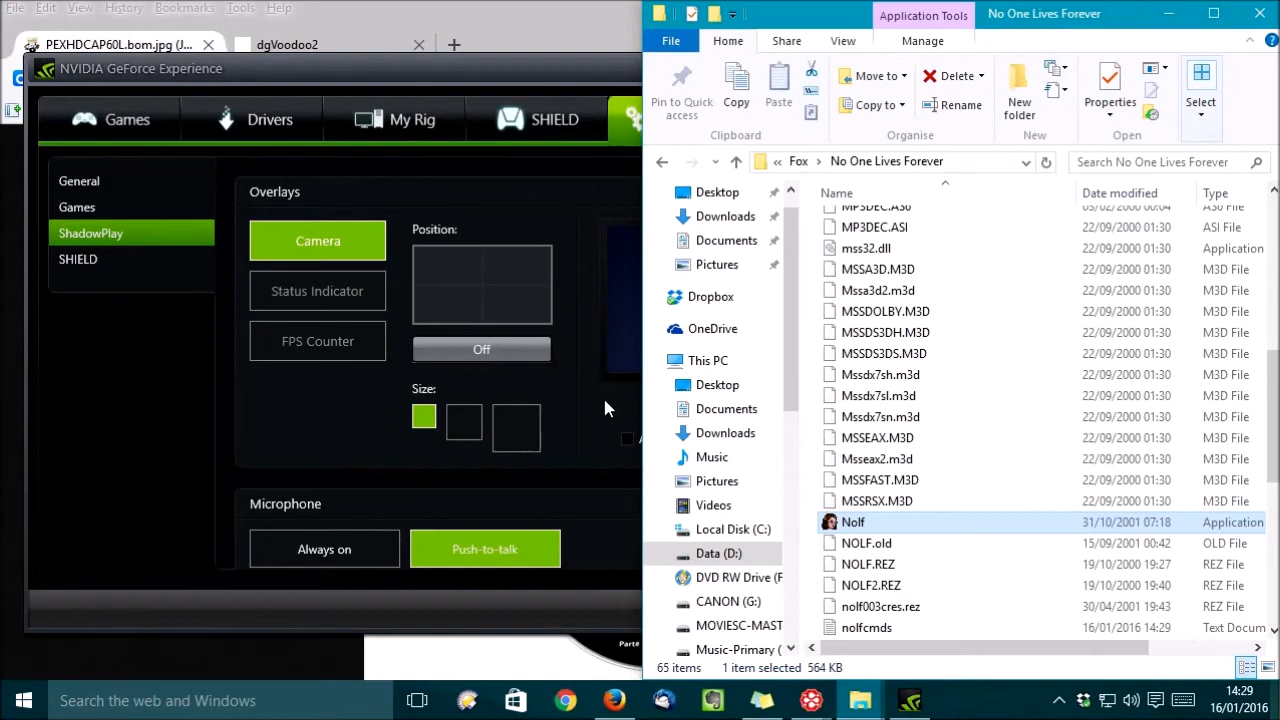 File Edit View History Bookmarks Tools Help
PEXHDCAP60L.bom.jpg (J...
dgVoodoo2
NVIDIA GeForce Experience
Games
Drivers
My Rig
SHIELD
General
Games
ShadowPlay
SHIELD
Overlays
Camera
Status Indicator
FPS Counter
Position:
Off
Size:
Microphone
Always on
Push-to-talk
Part#
Application Tools
No One Lives Forever
File
Home
Share
View
Manage
Pin to Quick access
Copy
Paste
Move to
Copy to
Delete
Rename
New folder
Properties
Select
Clipboard
Organise
New
Open
Fox
No One Lives Forever
Search No One Lives Forever
Desktop
Downloads
Documents
Pictures
Dropbox
OneDrive
This PC
Desktop
Documents
Downloads
Music
Pictures
Videos
Local Disk (C:)
Data (D:)
DVD RW Drive (F
CANON (G:)
MOVIESC-MAST
Music-Primary (
Name Date modified Type
MP3DEC.AS0 03/02/2000 00:04 AS0 File
MP3DEC.ASI 22/09/2000 01:30 ASI File
mss32.dll 22/09/2000 01:30 Application
MSSA3D.M3D 22/09/2000 01:30 M3D File
Mssa3d2.m3d 22/09/2000 01:30 M3D File
MSSDOLBY.M3D 22/09/2000 01:30 M3D File
MSSDS3DH.M3D 22/09/2000 01:30 M3D File
MSSDS3DS.M3D 22/09/2000 01:30 M3D File
Mssdx7sh.m3d 22/09/2000 01:30 M3D File
Mssdx7sl.m3d 22/09/2000 01:30 M3D File
Mssdx7sn.m3d 22/09/2000 01:30 M3D File
MSSEAX.M3D 22/09/2000 01:30 M3D File
Msseax2.m3d 22/09/2000 01:30 M3D File
MSSFAST.M3D 22/09/2000 01:30 M3D File
MSSRSX.M3D 22/09/2000 01:30 M3D File
Nolf 31/10/2001 07:18 Application
NOLF.old 15/09/2001 00:42 OLD File
NOLF.REZ 19/10/2000 19:27 REZ File
NOLF2.REZ 19/10/2000 19:40 REZ File
nolf003cres.rez 30/04/2001 19:43 REZ File
nolfcmds 16/01/2016 14:29 Text Docum
65 items 1 item selected 564 KB
Search the web and Windows
14:29
16/01/2016